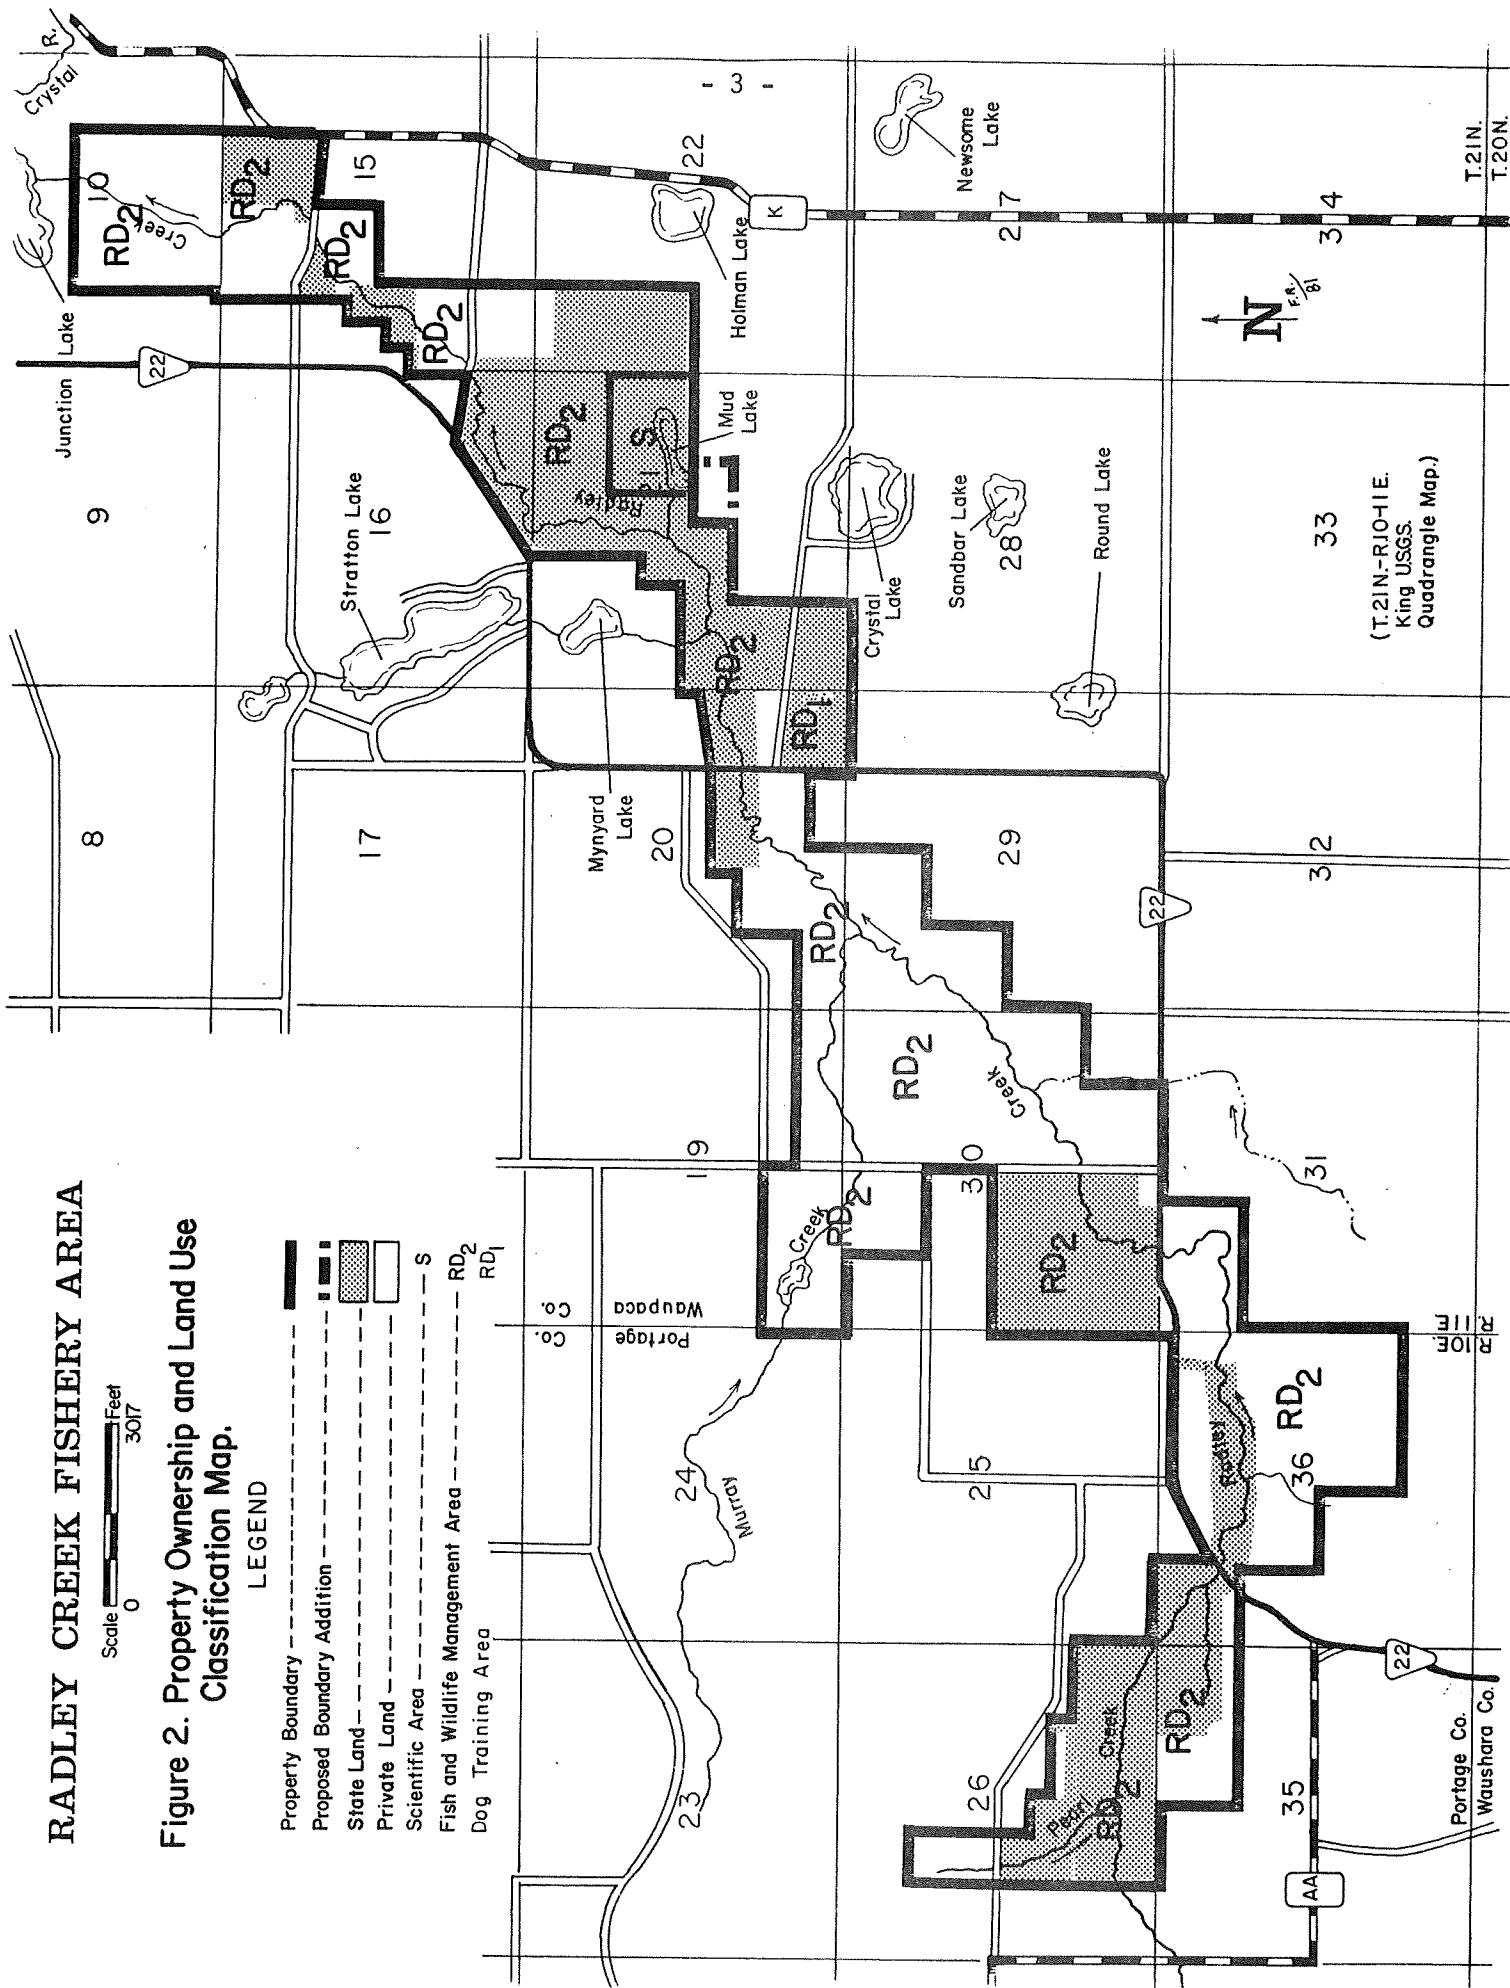 RADLEY CREEK FISHERY AREA
Scale
0
3017
Feet
Figure 2. Property Ownership and Land Use
Classification Map.
LEGEND
Property Boundary
Proposed Boundary Addition
State Land
Private Land
Scientific Area S
Fish and Wildlife Management Area RD2
Dog Training Area RD1
8
9
Junction Lake
22
RD2
10
Creek
Crystal R.
RD2
17
Stratton Lake
16
RD2
15
RD2
Mynyard
Lake
20
RD2
Radley
21
S
Mud
Lake
Holman Lake
22
K
- 3 -
RD2
RD1
Crystal
Lake
Newsome
Lake
23
24
Murray
Portage Co.
Waupaca Co.
19
Creek
RD2
RD2
RD2
Creek
29
Sandbar Lake
28
Round Lake
27
N
F.R./81
26
25
30
RD2
22
Pearl
Creek
RD2
RD2
Radley
36
RD2
31
32
33
34
(T.21N.-R10-11E.
King U.S.G.S.
Quadrangle Map.)
35
AA
22
Portage Co.
Waushara Co.
R.10E.
R.11E.
T.21N.
T.20N.